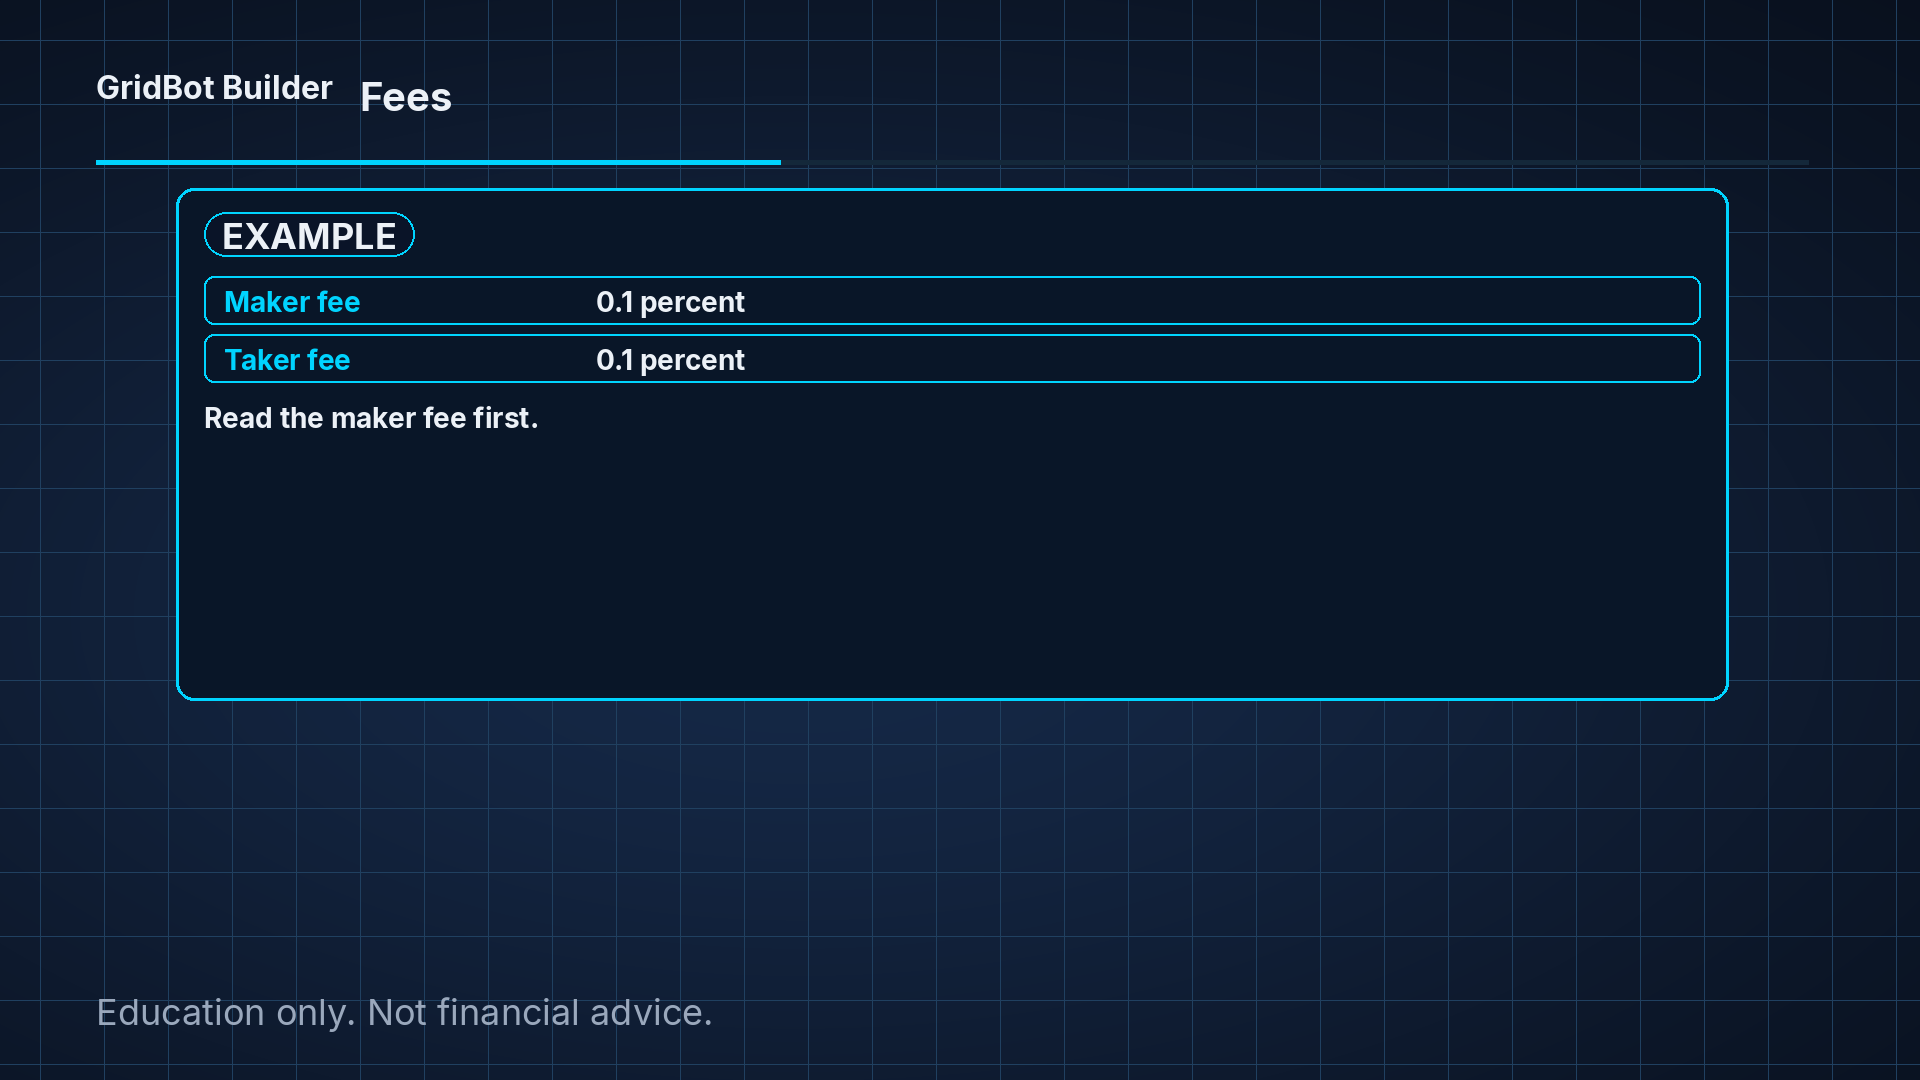 GridBot Builder Fees
EXAMPLE
Maker fee 0.1 percent
Taker fee 0.1 percent
Read the maker fee first.
Education only. Not financial advice.